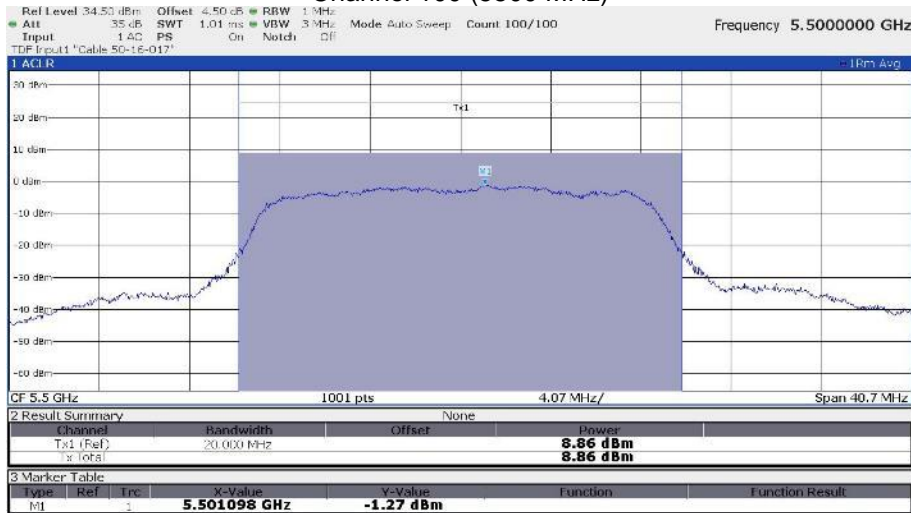 Channel 100 (5500 MHz)
Ref Level 34.50 dBm Offset 4.50 dB RBW 1 MHz
Att 35 dB SWT 1.01 ms VBW 3 MHz Mode Auto Sweep Count 100/100 Frequency 5.5000000 GHz
Input 1 AC PS On Notch Off
TDF Input1 "Cable 50-16-017"
1 ACLR 1Rm Avg
30 dBm
Tx1
20 dBm
10 dBm
M1
0 dBm
-10 dBm
-20 dBm
-30 dBm
-40 dBm
-50 dBm
-60 dBm
CF 5.5 GHz 1001 pts 4.07 MHz/ Span 40.7 MHz
2 Result Summary None
Channel Bandwidth Offset Power
Tx1 (Ref) 20.000 MHz 8.86 dBm
Tx Total 8.86 dBm
3 Marker Table
Type Ref Trc X-Value Y-Value Function Function Result
M1 1 5.501098 GHz -1.27 dBm